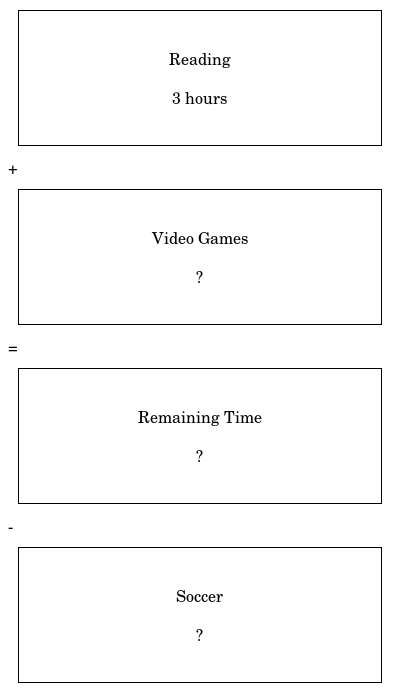 Reading
3 hours
+
Video Games
?
=
Remaining Time
?
-
Soccer
?